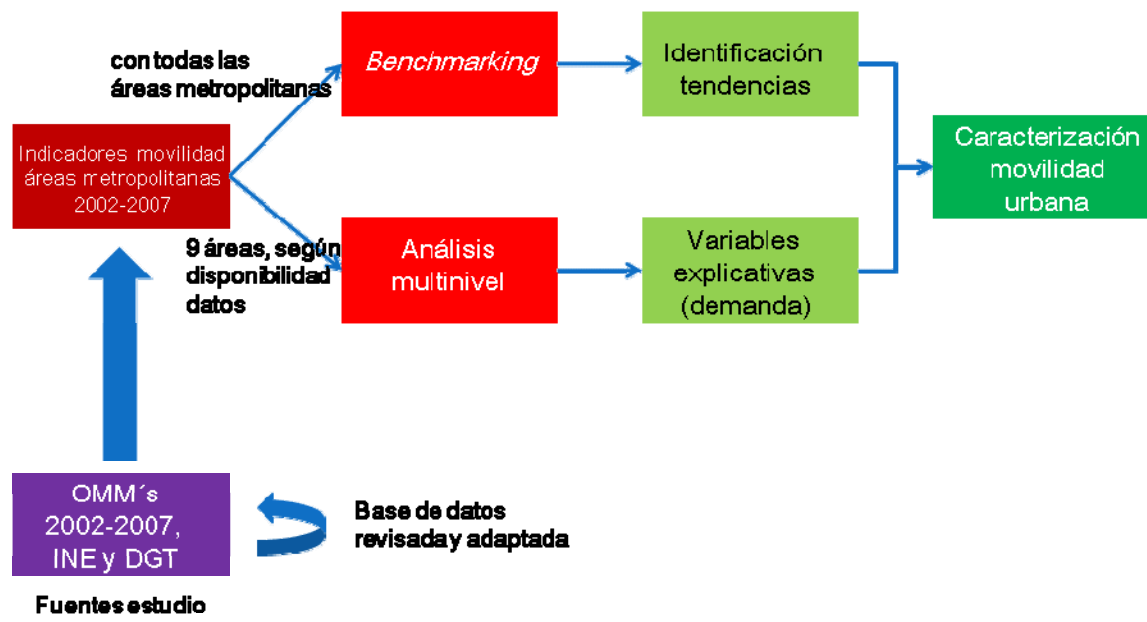 con todas las
áreas metropolitanas
Benchmarking
Identificación
tendencias
Indicadores movilidad
áreas metropolitanas
2002-2007
Caracterización
movilidad
urbana
9 áreas, según
disponibilidad
datos
Análisis
multinivel
Variables
explicativas
(demanda)
OMM´s
2002-2007,
INE y DGT
Base de datos
revisada y adaptada
Fuentes estudio